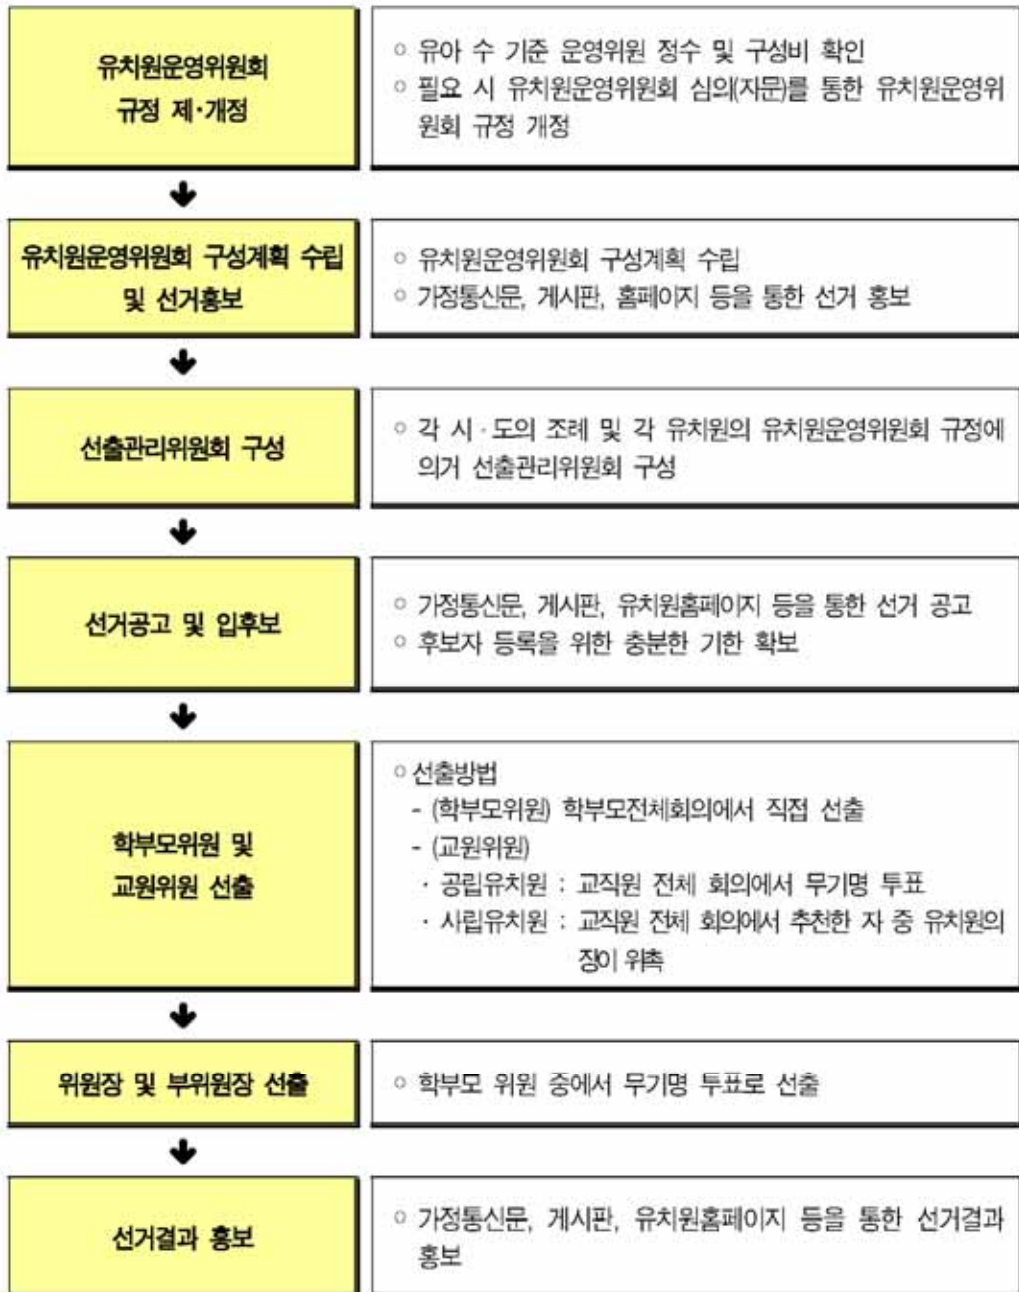 유치원운영위원회
규정 제·개정
○ 유아 수 기준 운영위원 정수 및 구성비 확인
○ 필요 시 유치원운영위원회 심의(자문)를 통한 유치원운영위
원회 규정 개정
유치원운영위원회 구성계획 수립
및 선거홍보
○ 유치원운영위원회 구성계획 수립
○ 가정통신문, 게시판, 홈페이지 등을 통한 선거 홍보
선출관리위원회 구성
○ 각 시·도의 조례 및 각 유치원의 유치원운영위원회 규정에
의거 선출관리위원회 구성
선거공고 및 입후보
○ 가정통신문, 게시판, 유치원홈페이지 등을 통한 선거 공고
○ 후보자 등록을 위한 충분한 기한 확보
학부모위원 및
교원위원 선출
○ 선출방법
- (학부모위원) 학부모전체회의에서 직접 선출
- (교원위원)
· 공립유치원 : 교직원 전체 회의에서 무기명 투표
· 사립유치원 : 교직원 전체 회의에서 추천한 자 중 유치원의
장이 위촉
위원장 및 부위원장 선출
○ 학부모 위원 중에서 무기명 투표로 선출
선거결과 홍보
○ 가정통신문, 게시판, 유치원홈페이지 등을 통한 선거결과
홍보